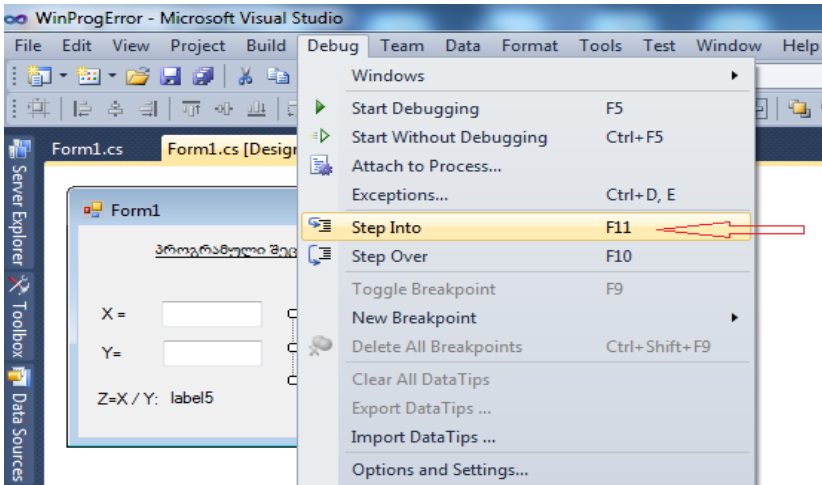 WinProgError - Microsoft Visual Studio
File Edit View Project Build Debug Team Data Format Tools Test Window Help
Windows
Start Debugging F5
Start Without Debugging Ctrl+F5
Attach to Process...
Exceptions... Ctrl+D, E
Step Into F11
Step Over F10
Toggle Breakpoint F9
New Breakpoint
Delete All Breakpoints Ctrl+Shift+F9
Clear All DataTips
Export DataTips ...
Import DataTips ...
Options and Settings...
Form1.cs Form1.cs [Desigr
Form1
პროგრამული შეც
X =
Y=
Z=X / Y: label5
Server Explorer
Toolbox
Data Sources